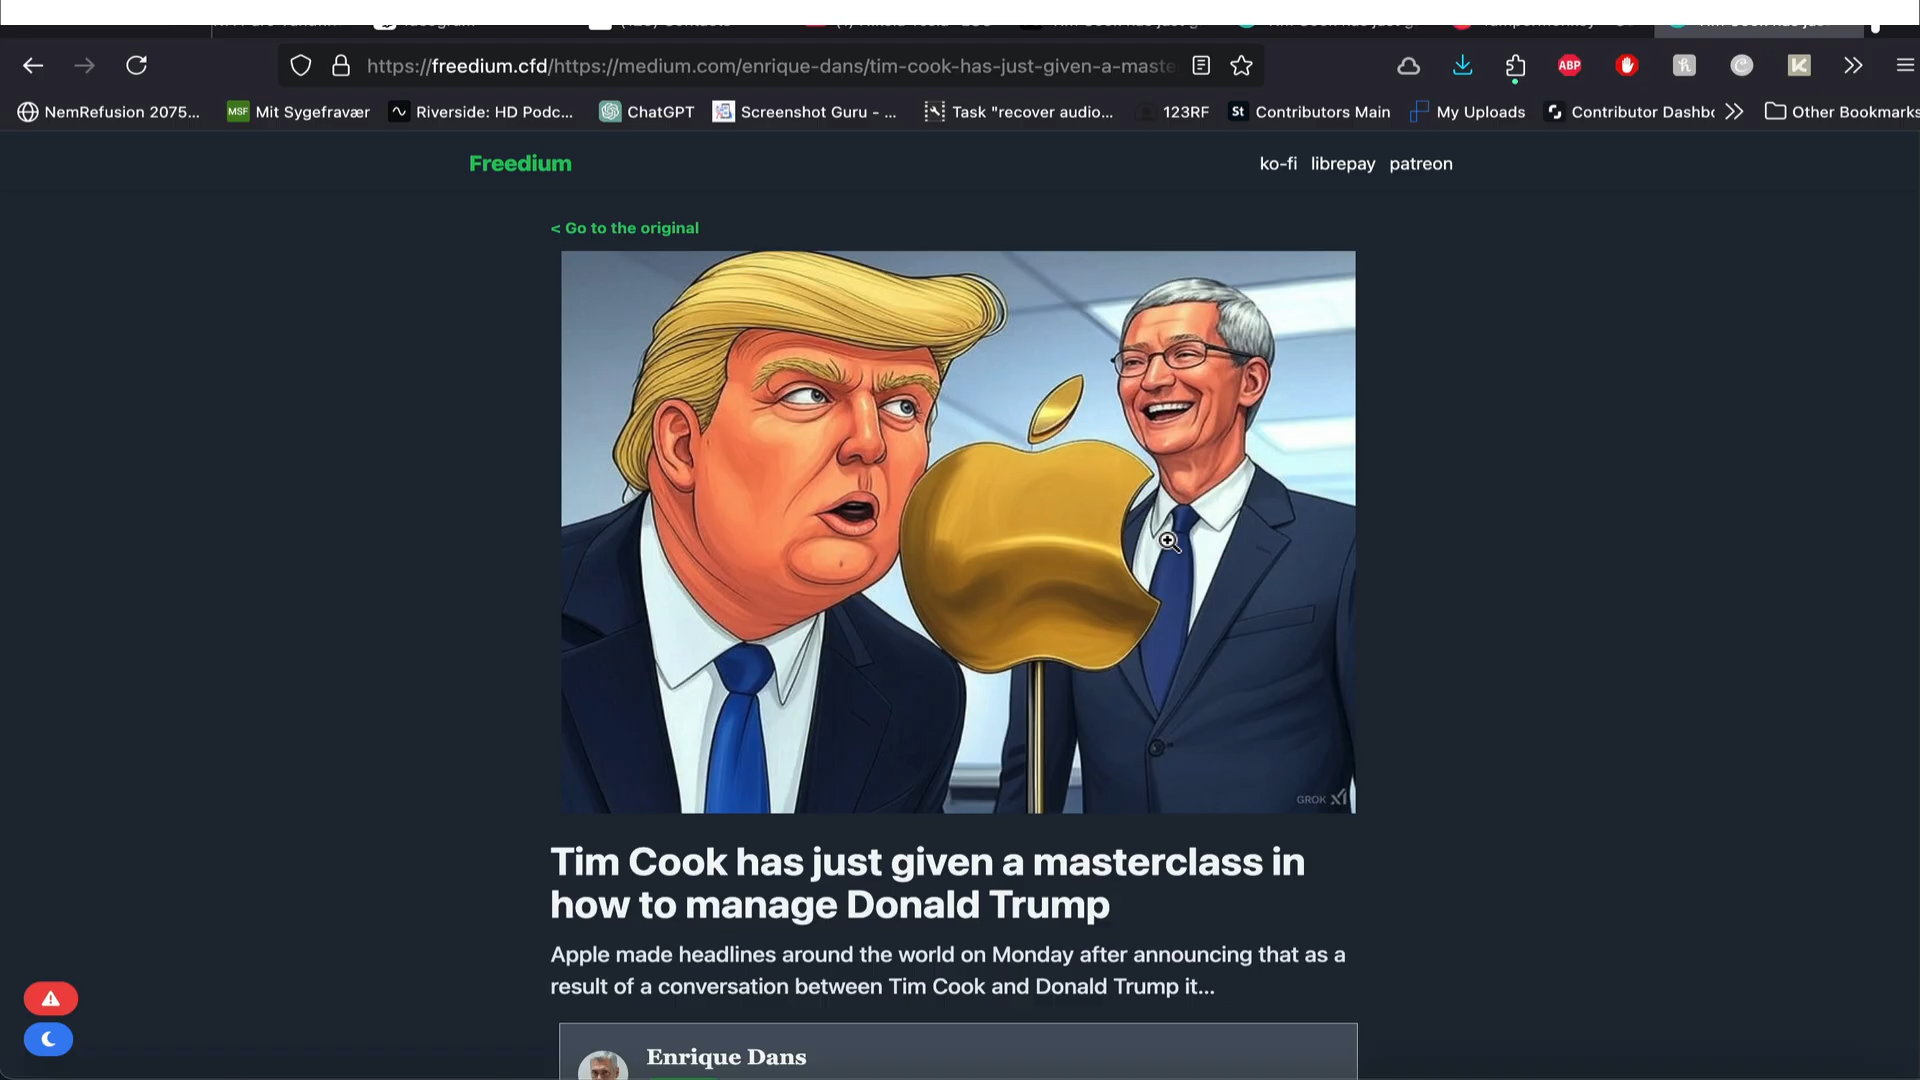 https://freedium.cfd/https://medium.com/enrique-dans/tim-cook-has-just-given-a-maste
ABP
NemRefusion 2075...
MSF Mit Sygefravær
Riverside: HD Podc...
ChatGPT
Screenshot Guru - ...
Task "recover audio...
123RF
St Contributors Main
My Uploads
Contributor Dashbo
Other Bookmarks
Freedium
ko-fi librepay patreon
< Go to the original
GROK
Tim Cook has just given a masterclass in
how to manage Donald Trump
Apple made headlines around the world on Monday after announcing that as a
result of a conversation between Tim Cook and Donald Trump it...
Enrique Dans